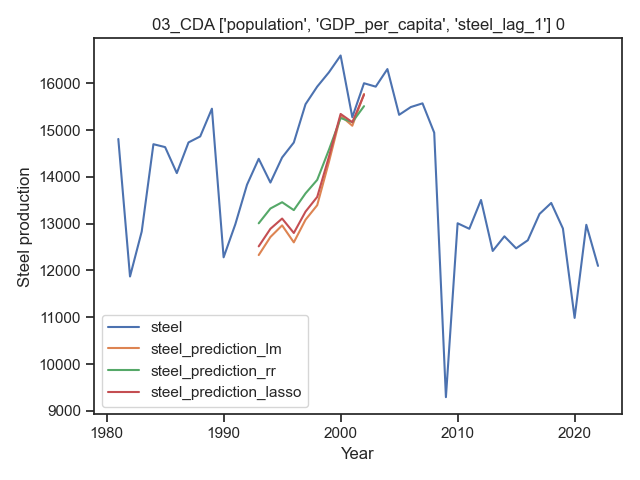 03_CDA ['population', 'GDP_per_capita', 'steel_lag_1'] 0
16000
15000
14000
13000
12000
11000
10000
9000
Steel production
steel
steel_prediction_lm
steel_prediction_rr
steel_prediction_lasso
1980
1990
2000
2010
2020
Year